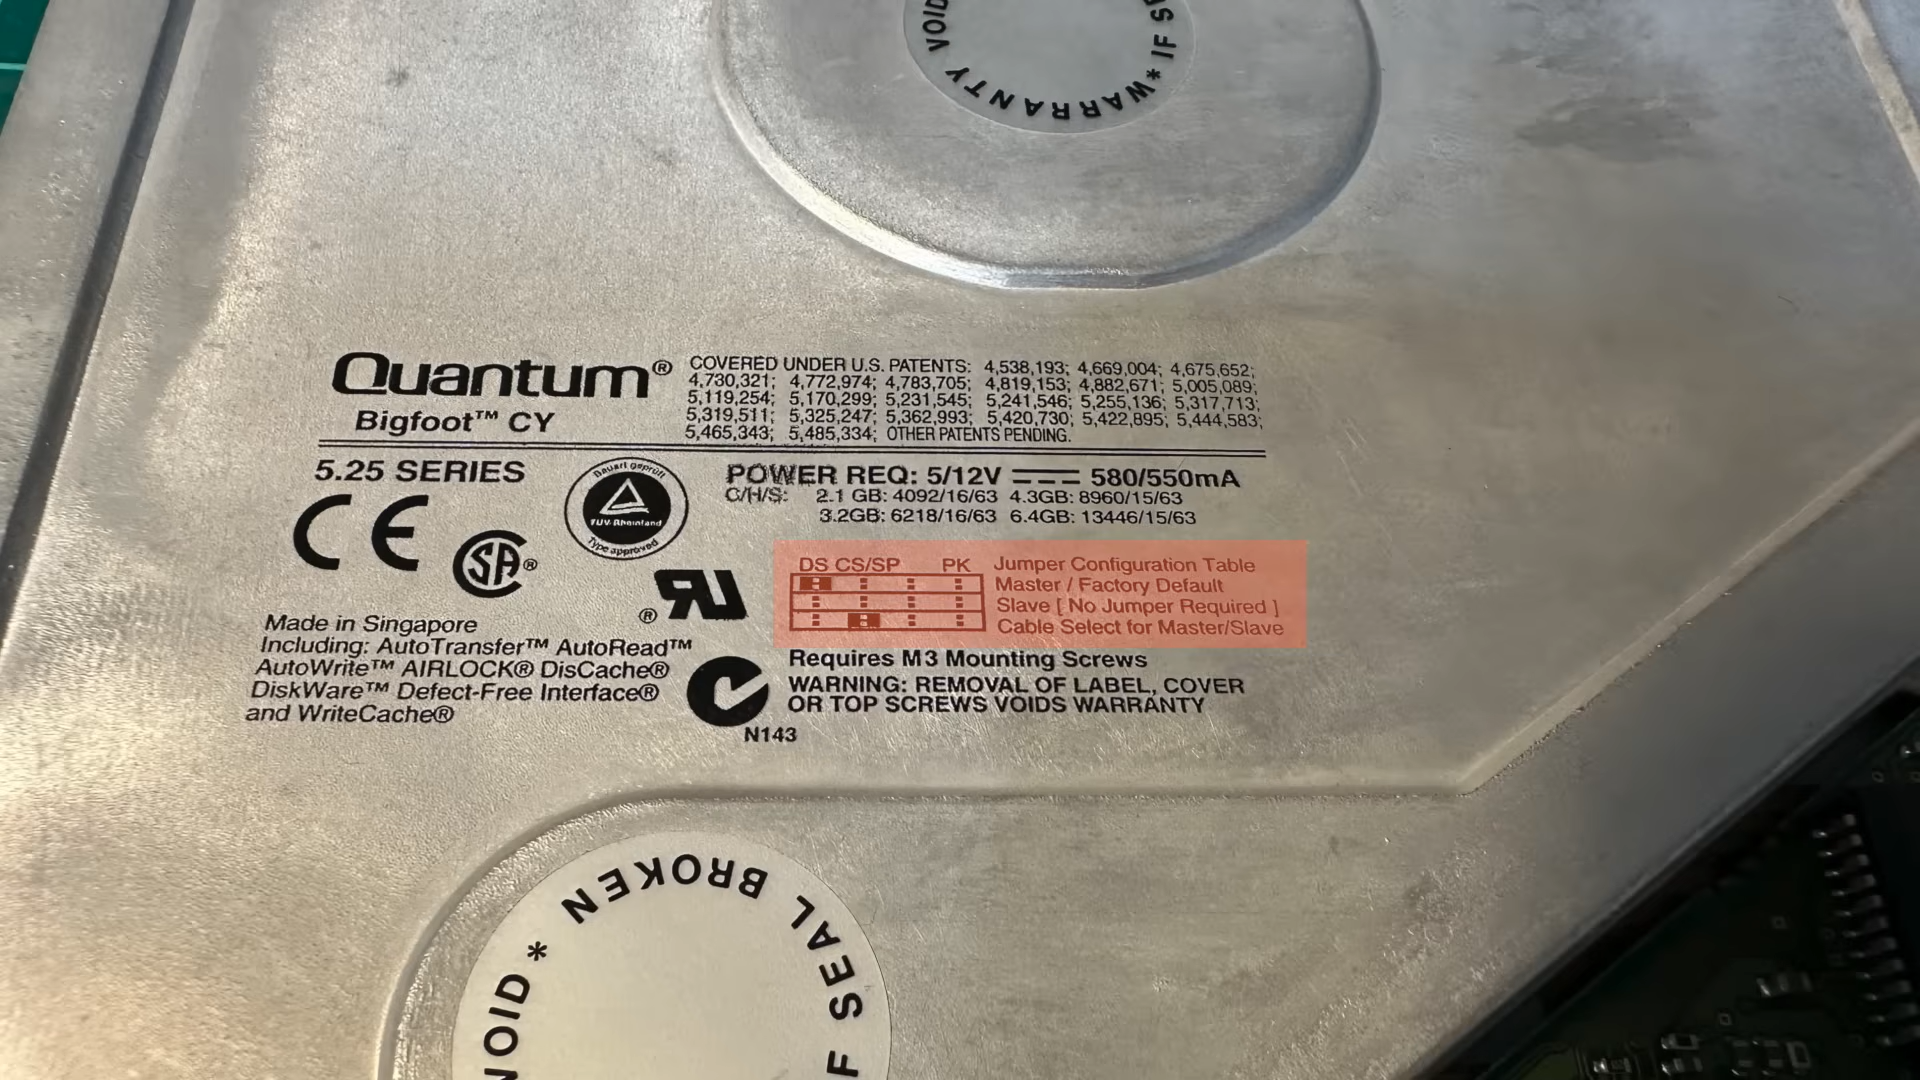 WARRANTY VOID
* IF SE
Quantum®
Bigfoot™ CY
COVERED UNDER U.S. PATENTS: 4,538,193; 4,669,004; 4,675,652;
4,730,321; 4,772,974; 4,783,705; 4,819,153; 4,882,671; 5,005,089;
5,119,254; 5,170,299; 5,231,545; 5,241,546; 5,255,136; 5,317,713;
5,319,511; 5,325,247; 5,362,993; 5,420,730; 5,422,895; 5,444,583;
5,465,343; 5,485,334; OTHER PATENTS PENDING.
5.25 SERIES
Bauart geprüft
TÜV Rheinland
Type approved
POWER REQ: 5/12V 580/550mA
C/H/S: 2.1 GB: 4092/16/63 4.3GB: 8960/15/63
3.2GB: 6218/16/63 6.4GB: 13446/15/63
CE
SA®
DS CS/SP PK Jumper Configuration Table
Master / Factory Default
Slave [ No Jumper Required ]
Cable Select for Master/Slave
Made in Singapore
Including: AutoTransfer™ AutoRead™
AutoWrite™ AIRLOCK® DisCache®
DiskWare™ Defect-Free Interface®
and WriteCache®
N143
Requires M3 Mounting Screws
WARNING: REMOVAL OF LABEL, COVER
OR TOP SCREWS VOIDS WARRANTY
VOID * 
F SEAL BROKEN